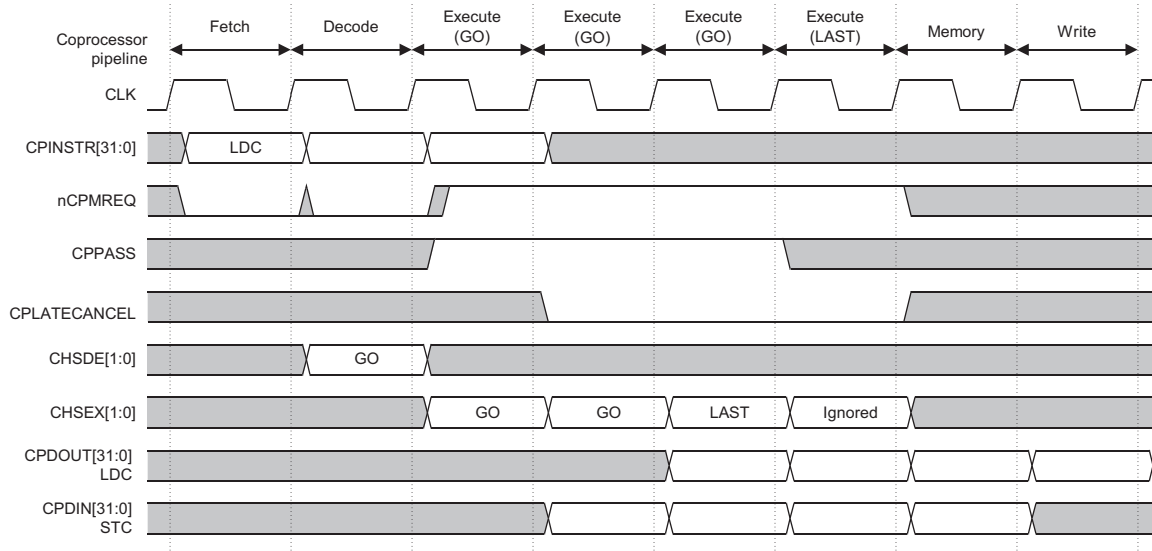 Coprocessor
pipeline
Fetch
Decode
Execute
(GO)
Execute
(GO)
Execute
(GO)
Execute
(LAST)
Memory
Write
CLK
CPINSTR[31:0]
LDC
nCPMREQ
CPPASS
CPLATECANCEL
CHSDE[1:0]
GO
CHSEX[1:0]
GO
GO
LAST
Ignored
CPDOUT[31:0]
LDC
CPDIN[31:0]
STC